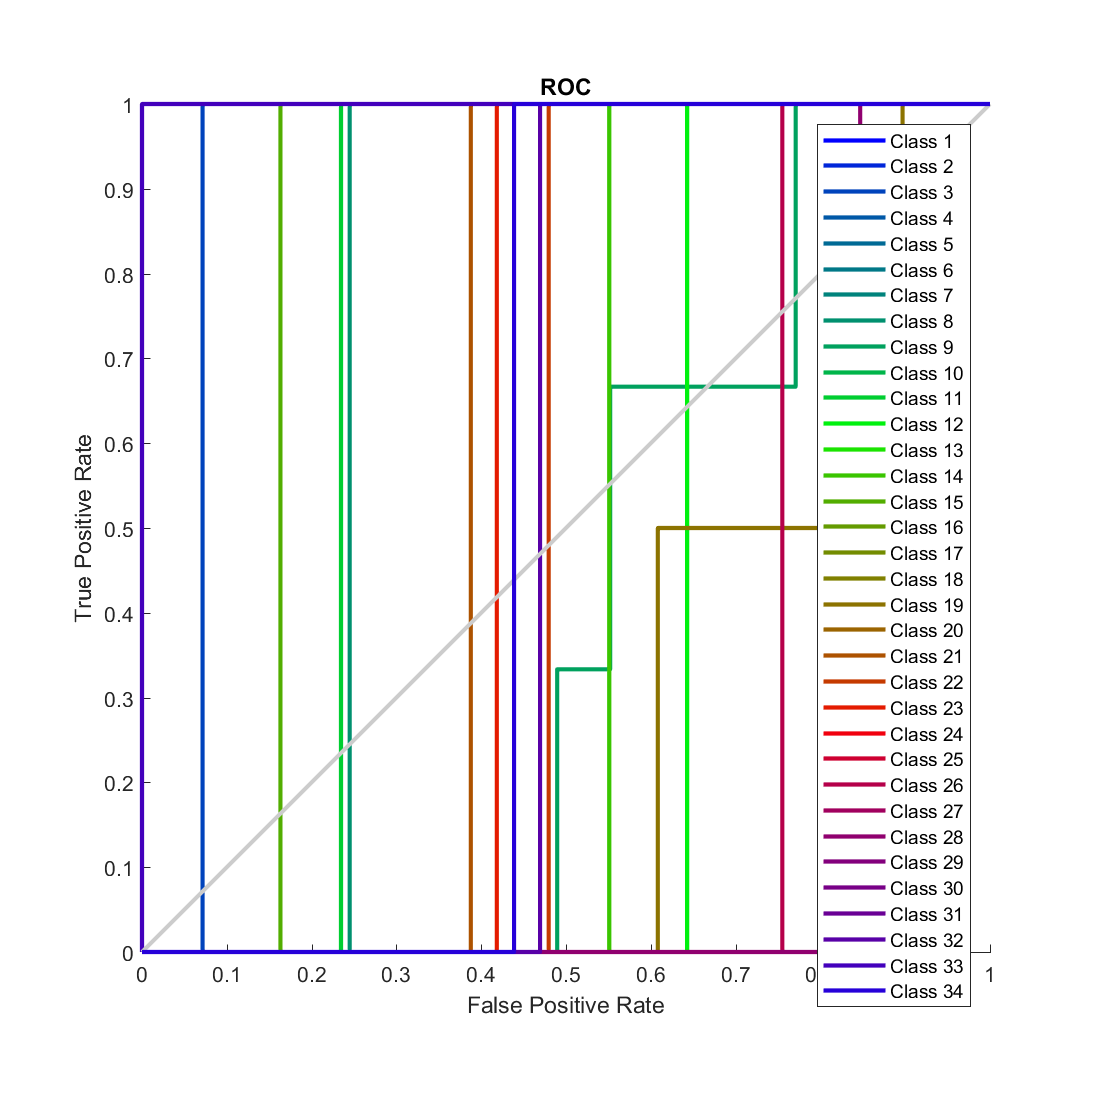 ROC
1
0.9
0.8
0.7
0.6
0.5
0.4
0.3
0.2
0.1
0
True Positive Rate
0 0.1 0.2 0.3 0.4 0.5 0.6 0.7 1
False Positive Rate
Class 1
Class 2
Class 3
Class 4
Class 5
Class 6
Class 7
Class 8
Class 9
Class 10
Class 11
Class 12
Class 13
Class 14
Class 15
Class 16
Class 17
Class 18
Class 19
Class 20
Class 21
Class 22
Class 23
Class 24
Class 25
Class 26
Class 27
Class 28
Class 29
Class 30
Class 31
Class 32
Class 33
Class 34